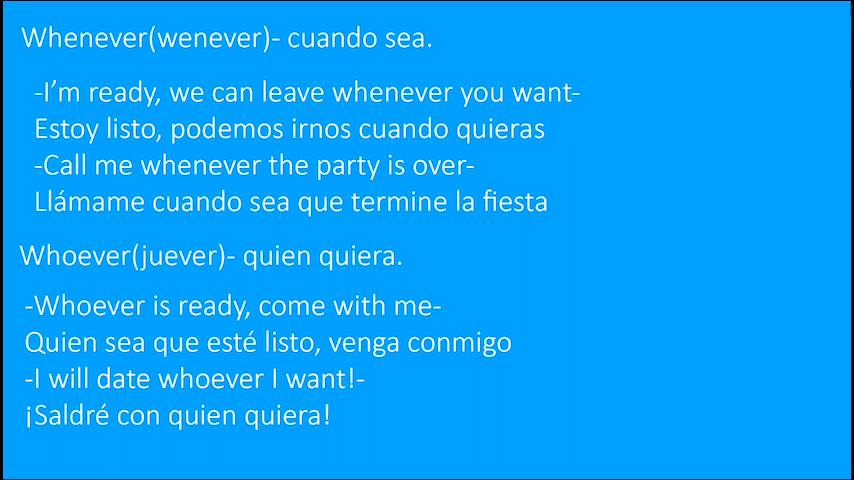 Whenever(wenever)- cuando sea.
-I’m ready, we can leave whenever you want-
Estoy listo, podemos irnos cuando quieras
-Call me whenever the party is over-
Llámame cuando sea que termine la fiesta
Whoever(juever)- quien quiera.
-Whoever is ready, come with me-
Quien sea que esté listo, venga conmigo
-I will date whoever I want!-
¡Saldré con quien quiera!